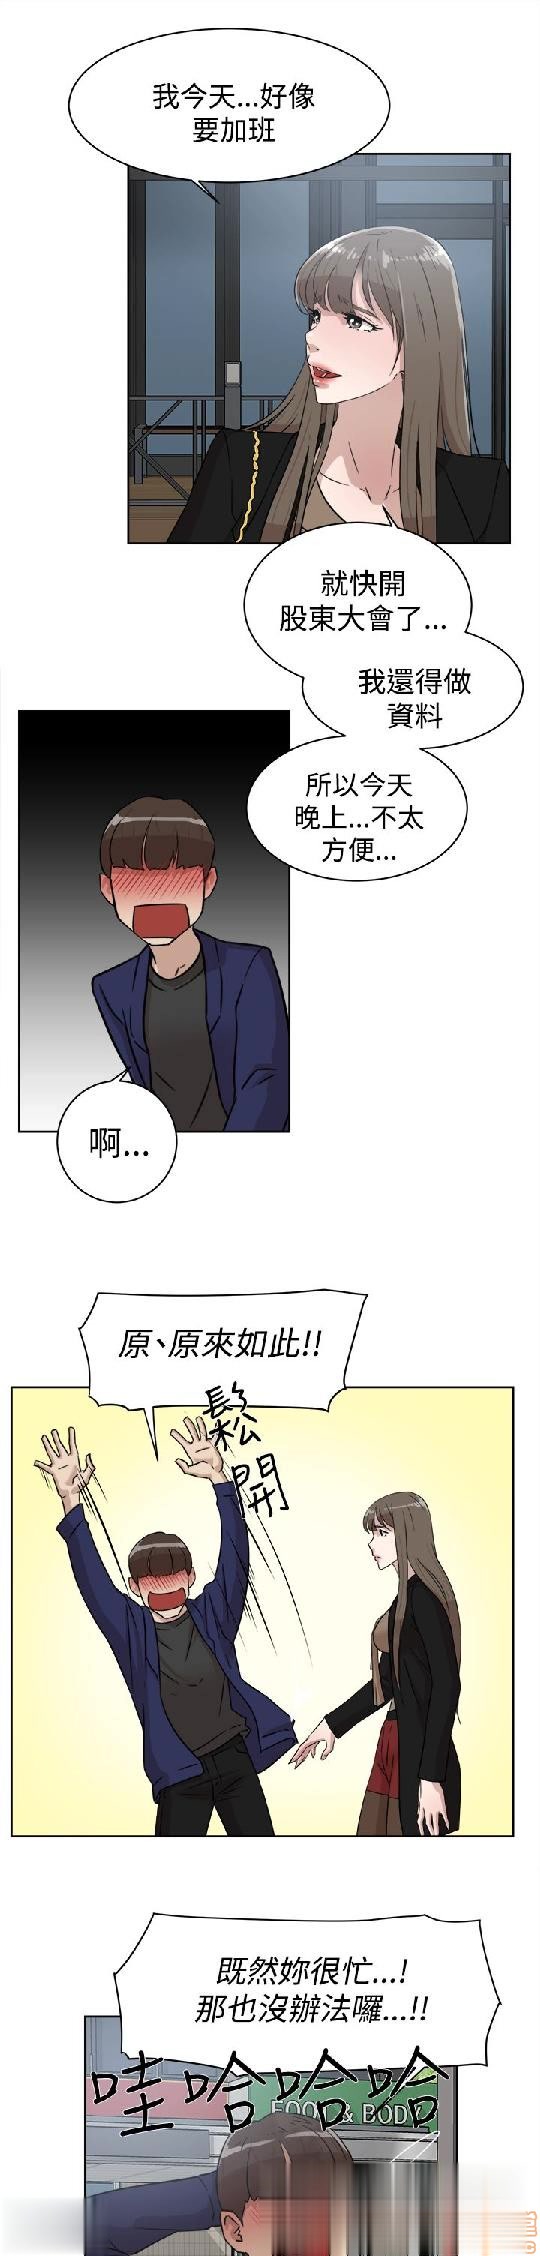 我今天...好像
要加班
就快開
股東大會了...
我還得做
資料
所以今天
晚上...不太
方便...
啊...
原、原來如此!!
鬆
開
既然妳很忙...!
那也沒辦法囉...!!
哇哈哈哈
FOOT & BODY